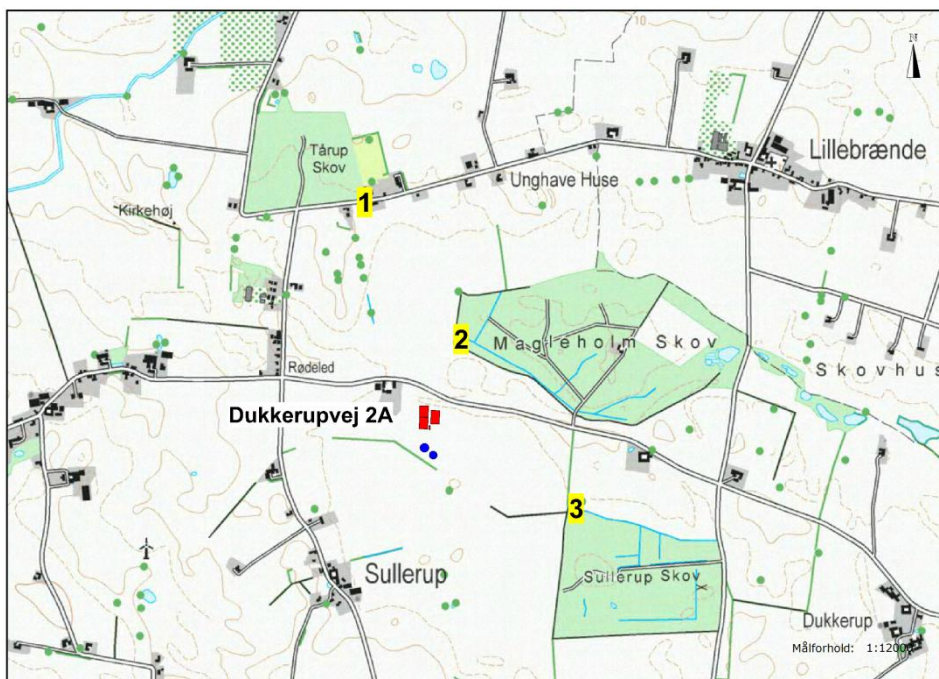 N
10
Lillebrænde
Tårup
Skov
Unghave Huse
1
Kirkehøj
2
Magleholm Skov
Skovhus
Rødeled
Dukkerupvej 2A
3
Sullerup
Sullerup Skov
Dukkerup
Målforhold: 1:12000